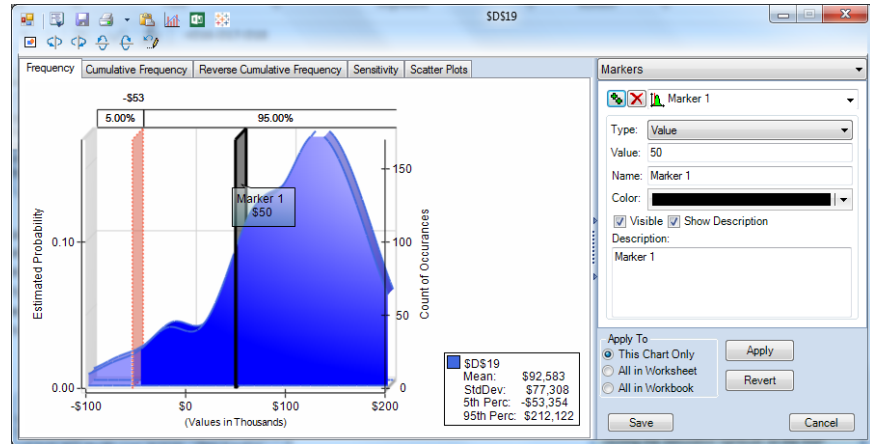 $D$19
Frequency Cumulative Frequency Reverse Cumulative Frequency Sensitivity Scatter Plots
-$53
5.00% 95.00%
Marker 1
$50
Estimated Probability
0.10
0.00
150
100
50
0
Count of Occurances
-$100 $0 $100 $200
(Values in Thousands)
$D$19
Mean: $92,583
StdDev: $77,308
5th Perc: -$53,354
95th Perc: $212,122
Markers
Marker 1
Type: Value
Value: 50
Name: Marker 1
Color:
Visible Show Description
Description:
Marker 1
Apply To
This Chart Only
All in Worksheet
All in Workbook
Apply
Revert
Save Cancel